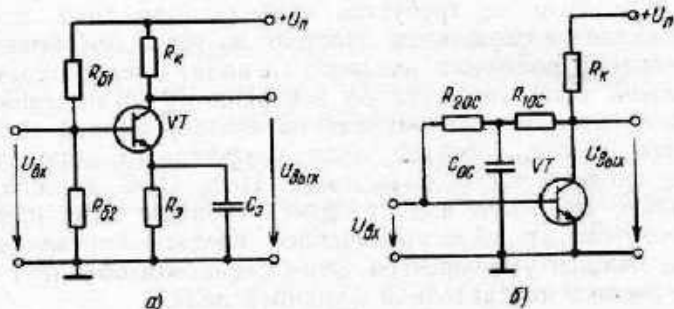 +Uп
Rк
Rб1
VT
Uвх
Uвых
Rб2
Rэ
Cэ
а)
+Uп
Rк
R2ОС
R1ОС
CОС
VT
Uвых
Uвх
б)